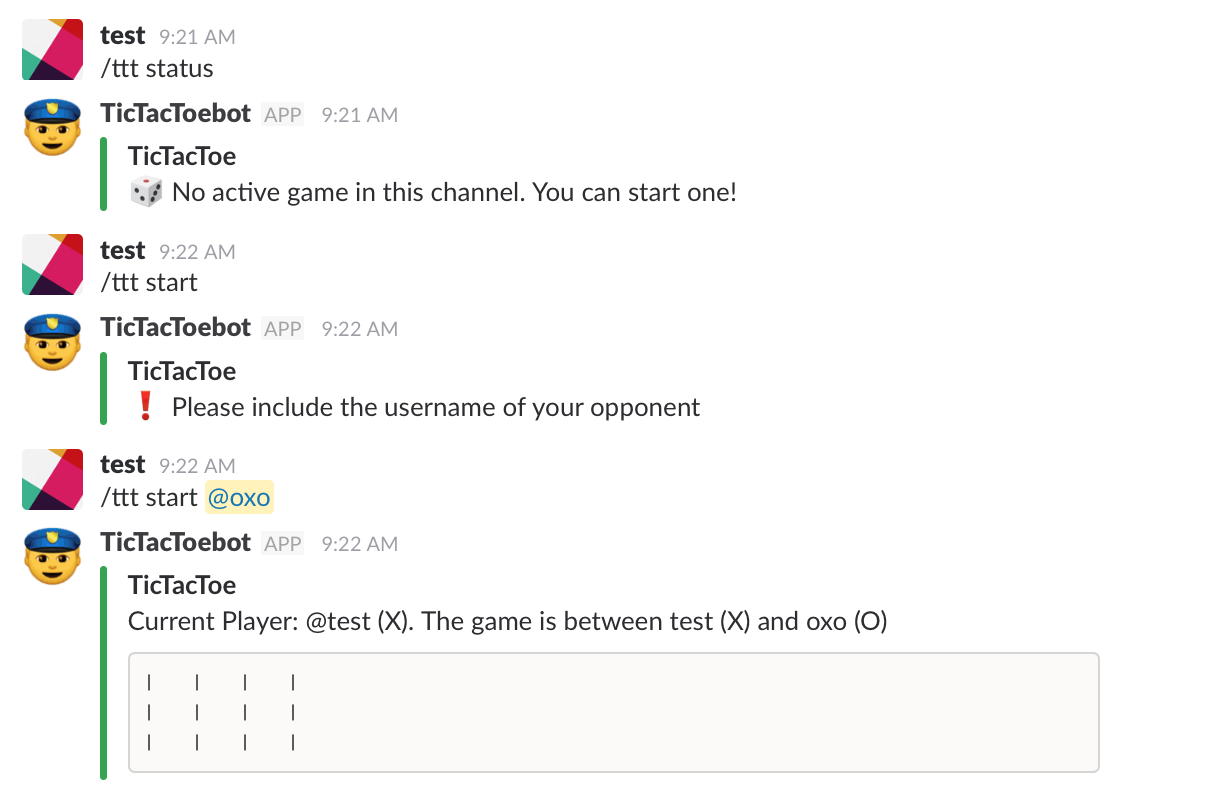 test 9:21 AM
/ttt status
TicTacToebot APP 9:21 AM
TicTacToe
🎲 No active game in this channel. You can start one!
test 9:22 AM
/ttt start
TicTacToebot APP 9:22 AM
TicTacToe
❗ Please include the username of your opponent
test 9:22 AM
/ttt start @oxo
TicTacToebot APP 9:22 AM
TicTacToe
Current Player: @test (X). The game is between test (X) and oxo (O)
|   |   |   |
|   |   |   |
|   |   |   |